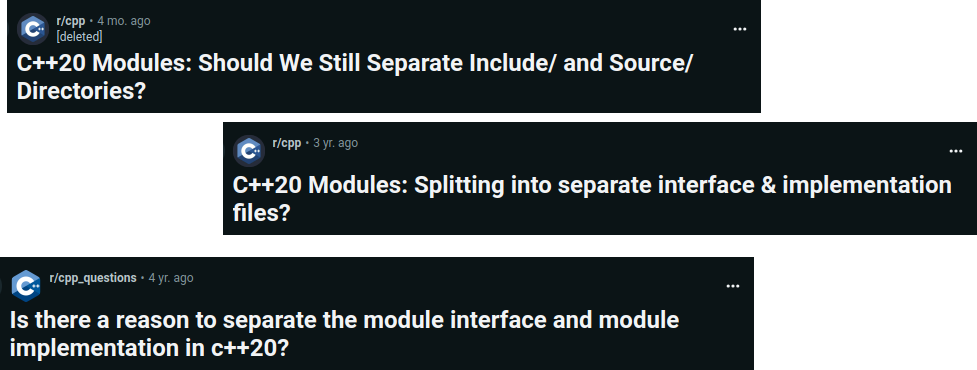 r/cpp • 4 mo. ago
[deleted]
C++20 Modules: Should We Still Separate Include/ and Source/
Directories?
r/cpp • 3 yr. ago
C++20 Modules: Splitting into separate interface & implementation
files?
r/cpp_questions • 4 yr. ago
Is there a reason to separate the module interface and module
implementation in c++20?